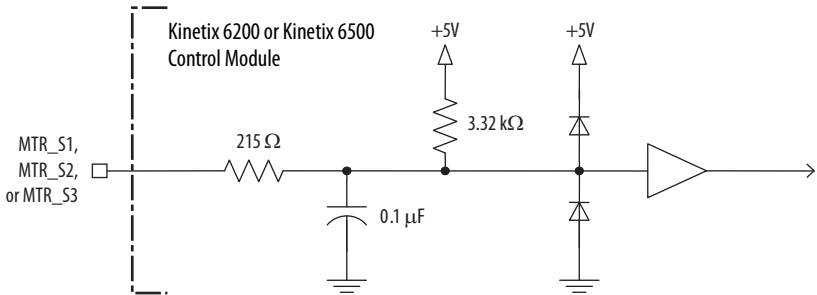 Kinetix 6200 or Kinetix 6500
Control Module
+5V
+5V
3.32 kΩ
215 Ω
MTR_S1,
MTR_S2,
or MTR_S3
0.1 µF